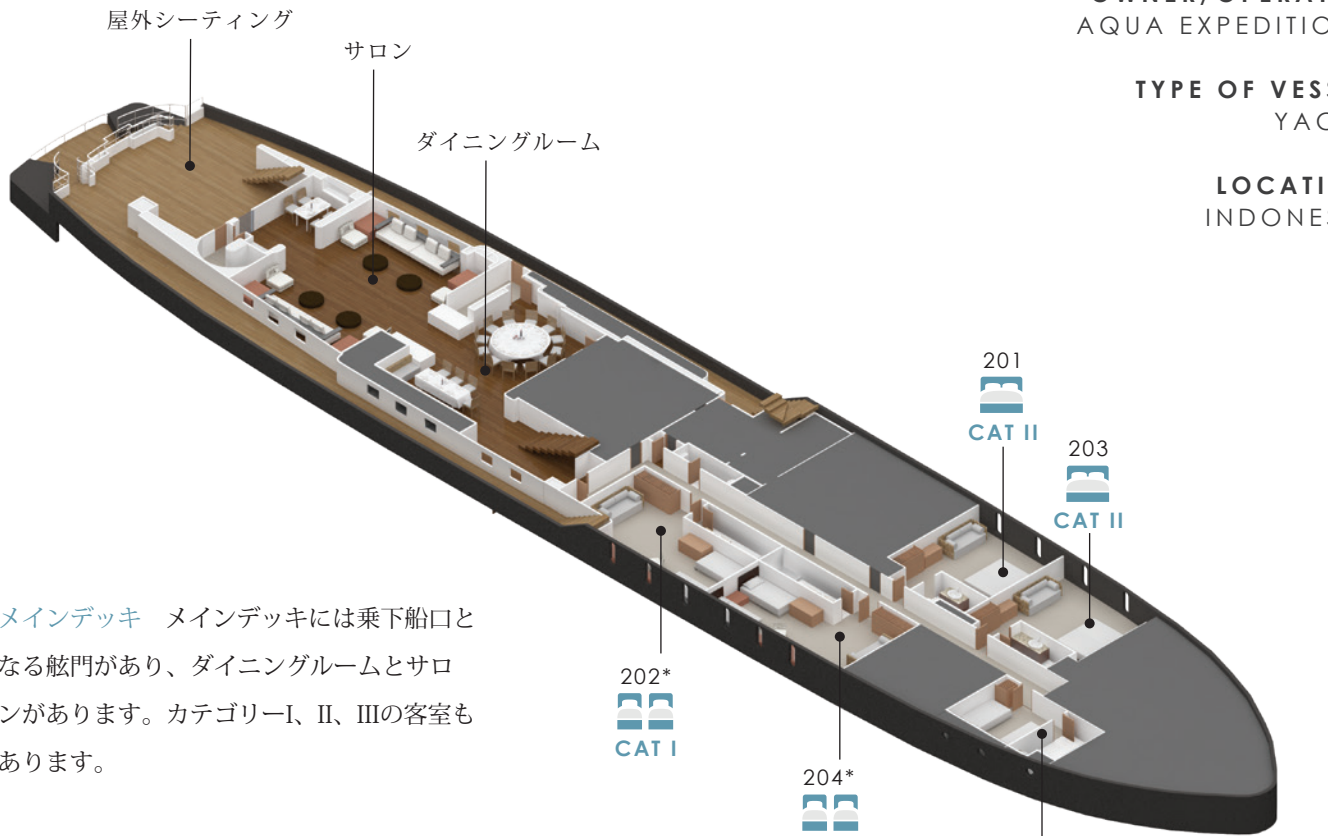 屋外シーティング
サロン
ダイニングルーム
AQUA EXPEDITIO
TYPE OF VES
YAC
LOCATI
INDONES
201
CAT II
203
CAT II
202*
CAT I
204*
メインデッキ メインデッキには乗下船口と
なる舷門があり、ダイニングルームとサロ
ンがあります。カテゴリーI、II、IIIの客室も
あります。